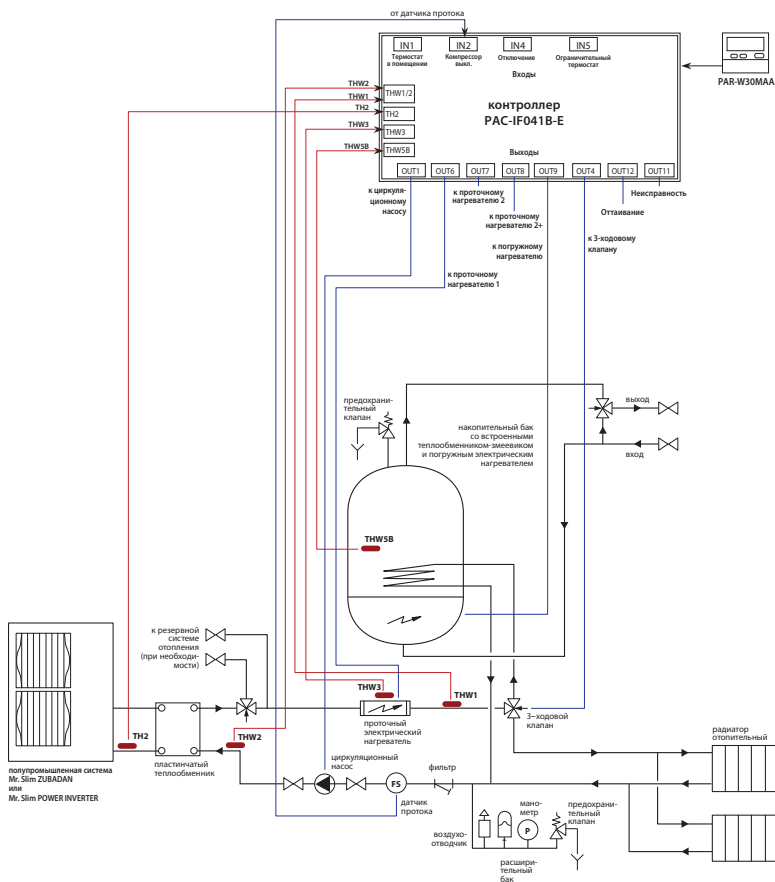 от датчика протока
IN1
IN2
IN4
IN5
Термостат
в помещении
Компрессор
выкл.
Отключение
Ограничительный
термостат
Входы
PAR-W30MAA
THW2
THW1
TH2
THW3
THW5B
THW1/2
TH2
THW3
THW5B
контроллер
PAC-IF041B-E
Выходы
OUT1
OUT6
OUT7
OUT8
OUT9
OUT4
OUT12
OUT11
к циркуля-
ционному
насосу
к проточному
нагревателю 2
к проточному
нагревателю 2+
к погружному
нагревателю
к проточному
нагревателю 1
к 3-ходовому
клапану
Оттаивание
Неисправность
предохрани-
тельный
клапан
накопительный бак
со встроенными
теплообменником-змеевиком
и погружным электрическим
нагревателем
выход
вход
THW5B
к резервной
системе
отопления
(при необходи-
мости)
THW3
THW1
проточный
электрический
нагреватель
3–ходовой
клапан
радиатор
отопительный
TH2
THW2
пластинчатый
теплообменник
полупромышленная система
Mr. Slim ZUBADAN
или
Mr. Slim POWER INVERTER
циркуляционный
насос
FS
датчик
протока
фильтр
воздухо-
отводчик
расшири-
тельный
бак
мано-
метр
P
предохрани-
тельный
клапан